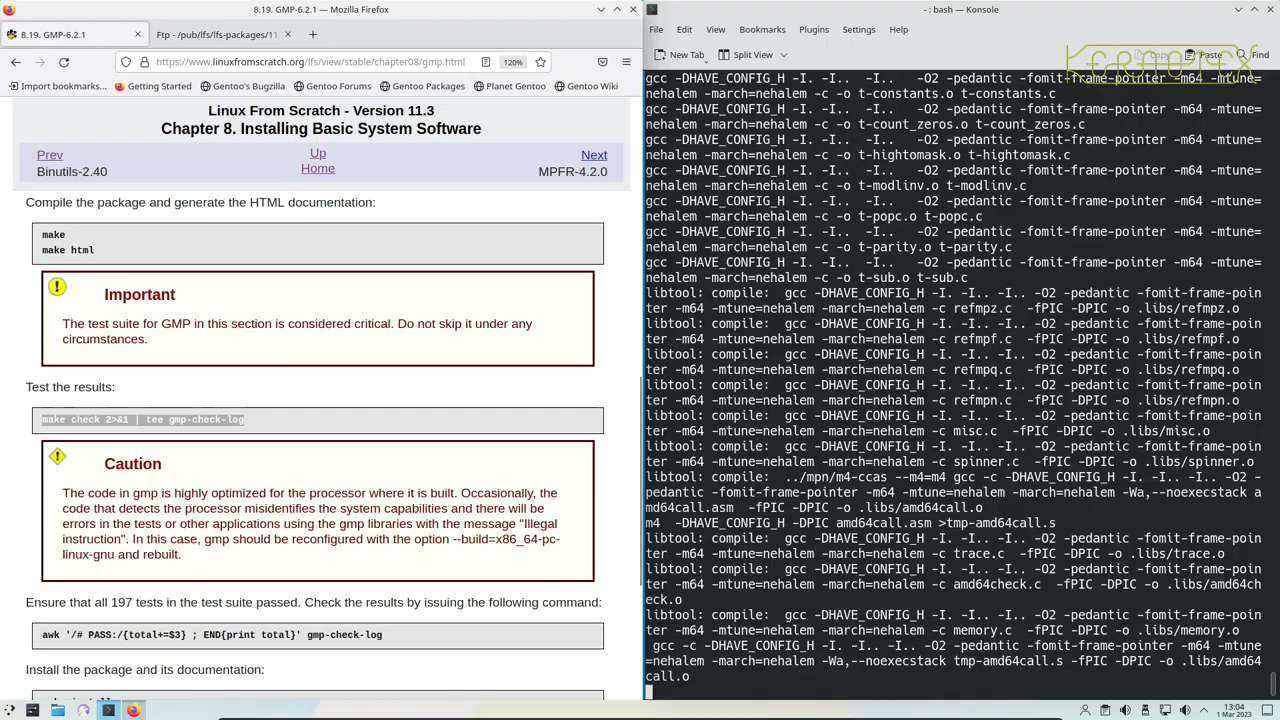 8.19. GMP-6.2.1 — Mozilla Firefox
8.19. GMP-6.2.1
Ftp - /pub/lfs/lfs-packages/11.
https://www.linuxfromscratch.org/lfs/view/stable/chapter08/gmp.html
120%
Import bookmarks...
Getting Started
Gentoo's Bugzilla
Gentoo Forums
Gentoo Packages
Planet Gentoo
Gentoo Wiki
Linux From Scratch - Version 11.3
Chapter 8. Installing Basic System Software
Prev
Binutils-2.40
Up
Home
Next
MPFR-4.2.0
Compile the package and generate the HTML documentation:
make
make html
Important
The test suite for GMP in this section is considered critical. Do not skip it under any
circumstances.
Test the results:
make check 2>&1 | tee gmp-check-log
Caution
The code in gmp is highly optimized for the processor where it is built. Occasionally, the
code that detects the processor misidentifies the system capabilities and there will be
errors in the tests or other applications using the gmp libraries with the message "Illegal
instruction". In this case, gmp should be reconfigured with the option --build=x86_64-pc-
linux-gnu and rebuilt.
Ensure that all 197 tests in the test suite passed. Check the results by issuing the following command:
awk '/# PASS:/{total+=$3} ; END{print total}' gmp-check-log
Install the package and its documentation:
- : bash — Konsole
File Edit View Bookmarks Plugins Settings Help
New Tab
Split View
Copy
Paste
Find
KERNOTEX
gcc -DHAVE_CONFIG_H -I. -I.. -I.. -O2 -pedantic -fomit-frame-pointer -m64 -mtune=
nehalem -march=nehalem -c -o t-constants.o t-constants.c
gcc -DHAVE_CONFIG_H -I. -I.. -I.. -O2 -pedantic -fomit-frame-pointer -m64 -mtune=
nehalem -march=nehalem -c -o t-count_zeros.o t-count_zeros.c
gcc -DHAVE_CONFIG_H -I. -I.. -I.. -O2 -pedantic -fomit-frame-pointer -m64 -mtune=
nehalem -march=nehalem -c -o t-hightomask.o t-hightomask.c
gcc -DHAVE_CONFIG_H -I. -I.. -I.. -O2 -pedantic -fomit-frame-pointer -m64 -mtune=
nehalem -march=nehalem -c -o t-modlinv.o t-modlinv.c
gcc -DHAVE_CONFIG_H -I. -I.. -I.. -O2 -pedantic -fomit-frame-pointer -m64 -mtune=
nehalem -march=nehalem -c -o t-popc.o t-popc.c
gcc -DHAVE_CONFIG_H -I. -I.. -I.. -O2 -pedantic -fomit-frame-pointer -m64 -mtune=
nehalem -march=nehalem -c -o t-parity.o t-parity.c
gcc -DHAVE_CONFIG_H -I. -I.. -I.. -O2 -pedantic -fomit-frame-pointer -m64 -mtune=
nehalem -march=nehalem -c -o t-sub.o t-sub.c
libtool: compile: gcc -DHAVE_CONFIG_H -I. -I.. -I.. -O2 -pedantic -fomit-frame-poin
ter -m64 -mtune=nehalem -march=nehalem -c refmpz.c -fPIC -DPIC -o .libs/refmpz.o
libtool: compile: gcc -DHAVE_CONFIG_H -I. -I.. -I.. -O2 -pedantic -fomit-frame-poin
ter -m64 -mtune=nehalem -march=nehalem -c refmpf.c -fPIC -DPIC -o .libs/refmpf.o
libtool: compile: gcc -DHAVE_CONFIG_H -I. -I.. -I.. -O2 -pedantic -fomit-frame-poin
ter -m64 -mtune=nehalem -march=nehalem -c refmpq.c -fPIC -DPIC -o .libs/refmpq.o
libtool: compile: gcc -DHAVE_CONFIG_H -I. -I.. -I.. -O2 -pedantic -fomit-frame-poin
ter -m64 -mtune=nehalem -march=nehalem -c refmpn.c -fPIC -DPIC -o .libs/refmpn.o
libtool: compile: gcc -DHAVE_CONFIG_H -I. -I.. -I.. -O2 -pedantic -fomit-frame-poin
ter -m64 -mtune=nehalem -march=nehalem -c misc.c -fPIC -DPIC -o .libs/misc.o
libtool: compile: gcc -DHAVE_CONFIG_H -I. -I.. -I.. -O2 -pedantic -fomit-frame-poin
ter -m64 -mtune=nehalem -march=nehalem -c spinner.c -fPIC -DPIC -o .libs/spinner.o
libtool: compile: ../mpn/m4-ccas --m4=m4 gcc -c -DHAVE_CONFIG_H -I. -I.. -I.. -O2 -
pedantic -fomit-frame-pointer -m64 -mtune=nehalem -march=nehalem -Wa,--noexecstack a
md64call.asm -fPIC -DPIC -o .libs/amd64call.o
m4 -DHAVE_CONFIG_H -DPIC amd64call.asm >tmp-amd64call.s
libtool: compile: gcc -DHAVE_CONFIG_H -I. -I.. -I.. -O2 -pedantic -fomit-frame-poin
ter -m64 -mtune=nehalem -march=nehalem -c trace.c -fPIC -DPIC -o .libs/trace.o
libtool: compile: gcc -DHAVE_CONFIG_H -I. -I.. -I.. -O2 -pedantic -fomit-frame-poin
ter -m64 -mtune=nehalem -march=nehalem -c amd64check.c -fPIC -DPIC -o .libs/amd64ch
eck.o
libtool: compile: gcc -DHAVE_CONFIG_H -I. -I.. -I.. -O2 -pedantic -fomit-frame-poin
ter -m64 -mtune=nehalem -march=nehalem -c memory.c -fPIC -DPIC -o .libs/memory.o
gcc -c -DHAVE_CONFIG_H -I. -I.. -I.. -O2 -pedantic -fomit-frame-pointer -m64 -mtune
=nehalem -march=nehalem -Wa,--noexecstack tmp-amd64call.s -fPIC -DPIC -o .libs/amd64
call.o
13:04
1 Mar 2023